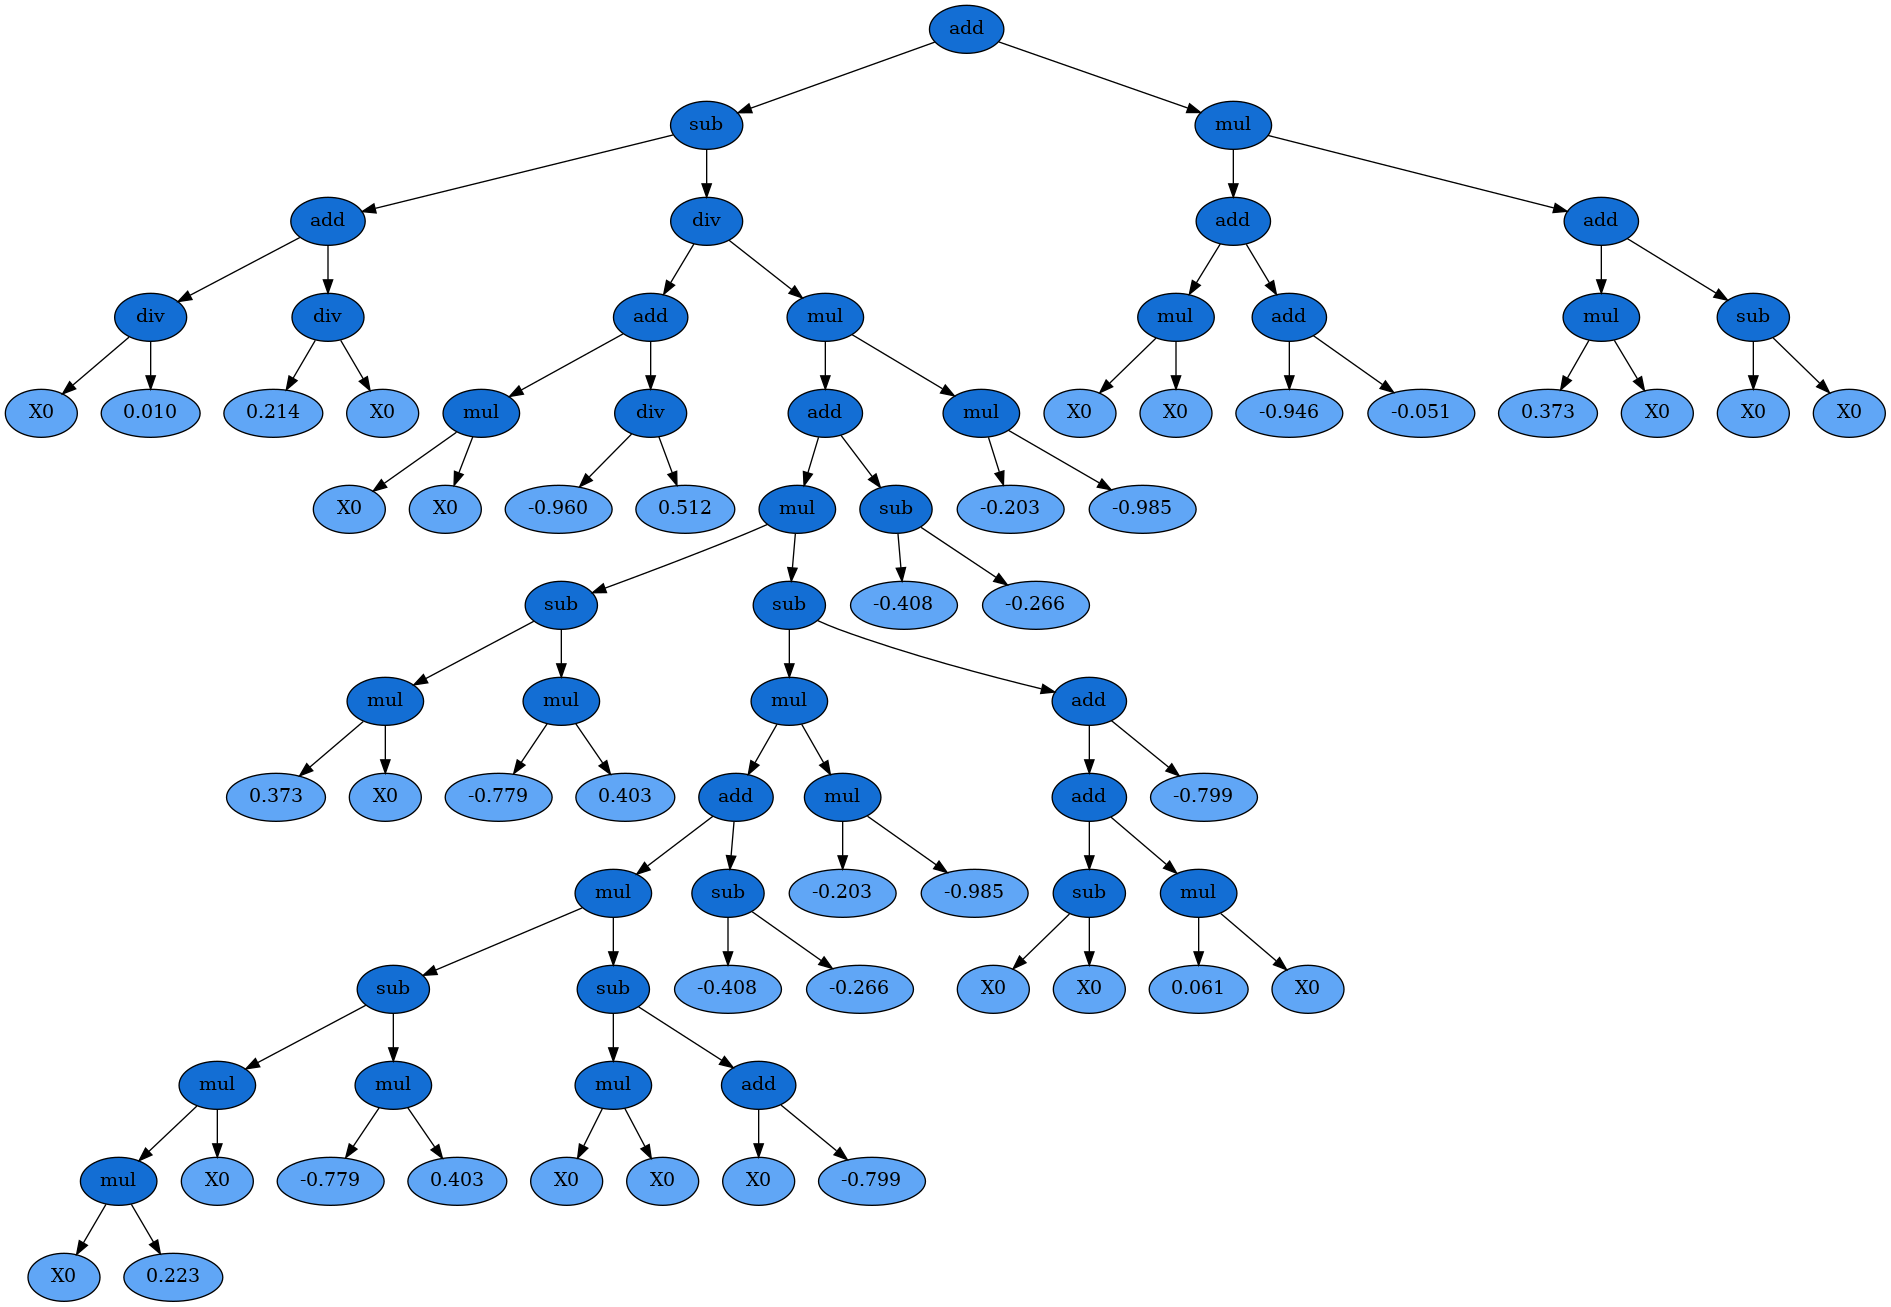 add
sub mul
add div add add
div div add mul mul add mul sub
X0 0.010 0.214 X0 mul div add mul X0 X0 -0.946 -0.051 0.373 X0 X0 X0
X0 X0 -0.960 0.512 mul sub -0.203 -0.985
sub sub -0.408 -0.266
mul mul mul add
0.373 X0 -0.779 0.403 add mul add -0.799
mul sub -0.203 -0.985 sub mul
sub sub -0.408 -0.266 X0 X0 0.061 X0
mul mul mul add
mul X0 -0.779 0.403 X0 X0 X0 -0.799
X0 0.223